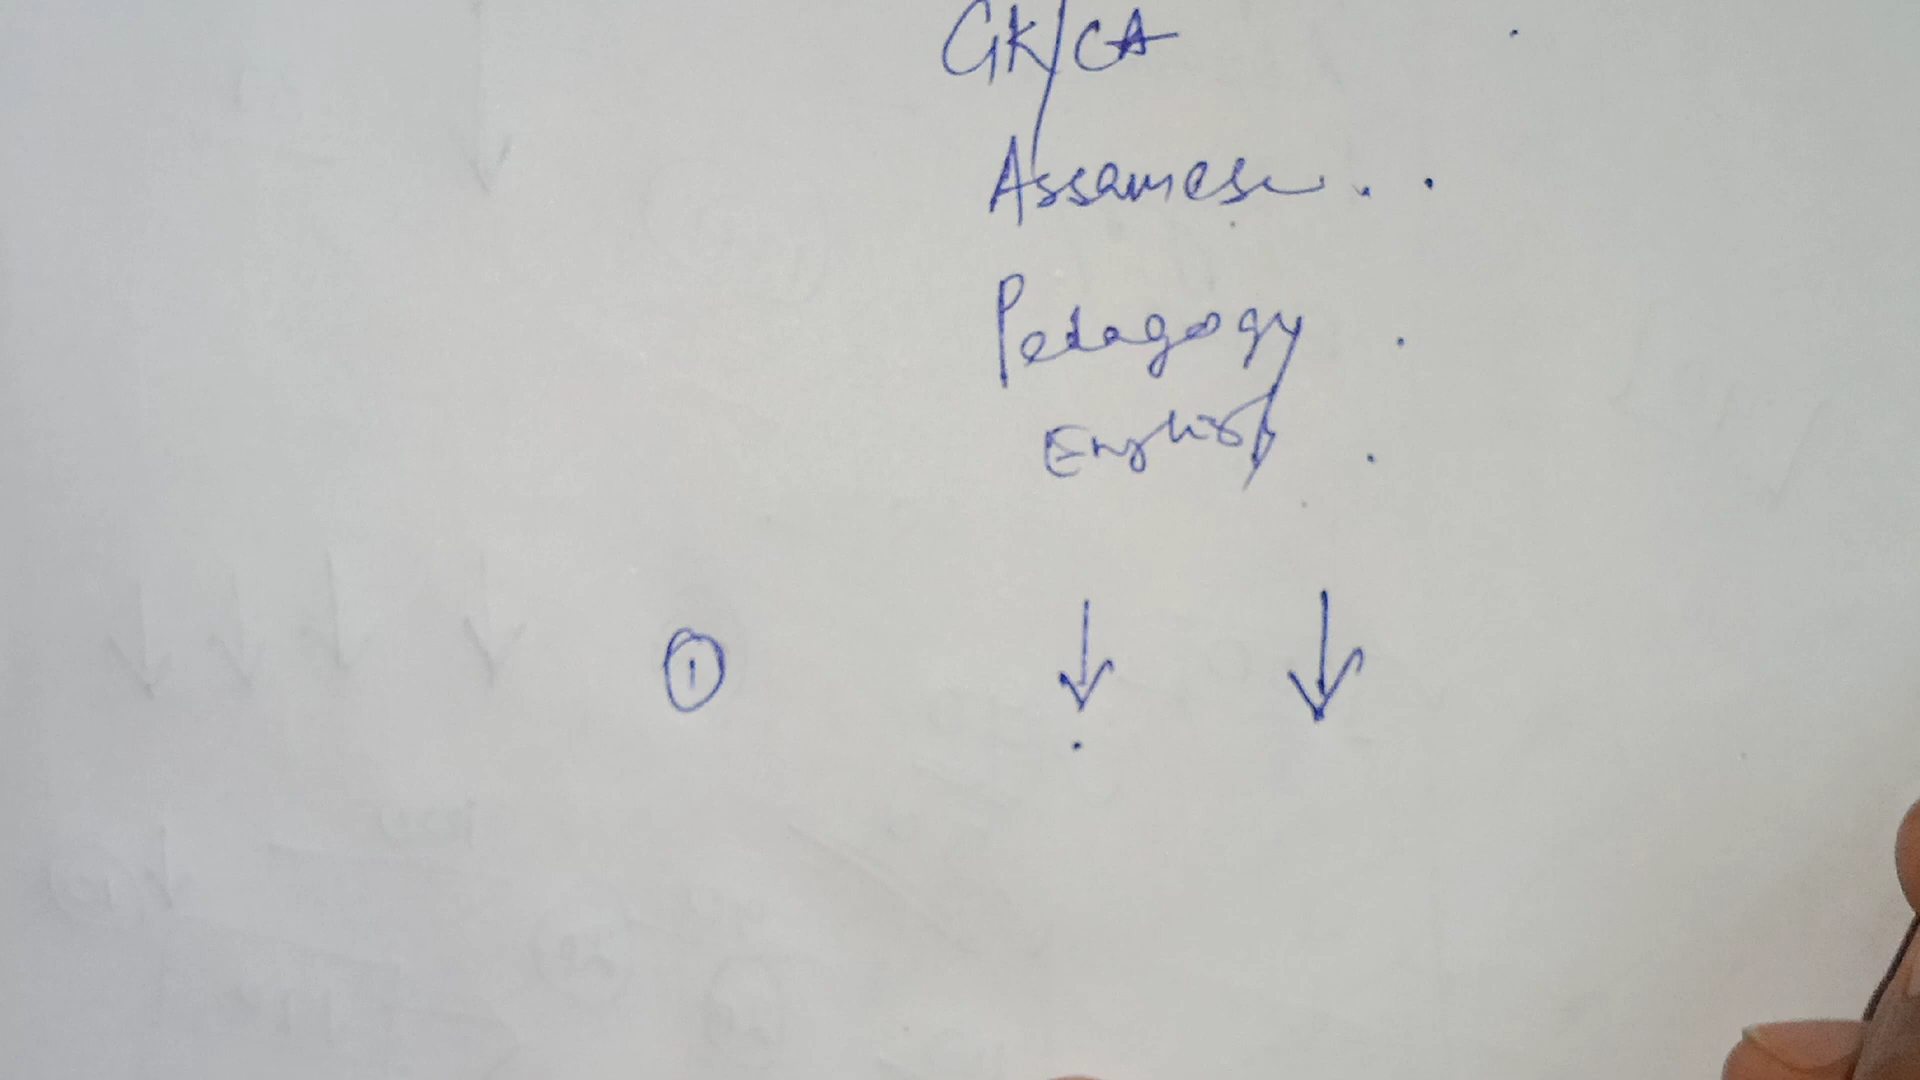 GK/CA
Assamese..
Pedagogy .
English .
① ↓ ↓